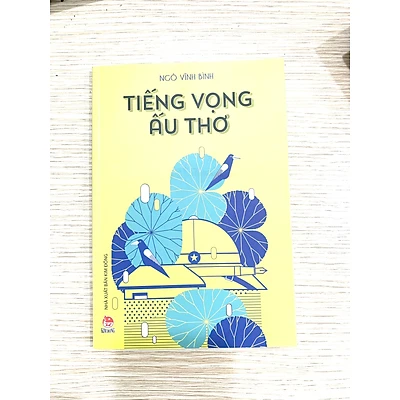 NGÔ VĨNH BÌNH
TIẾNG VỌNG
ẤU THƠ
NHÀ XUẤT BẢN KIM ĐỒNG